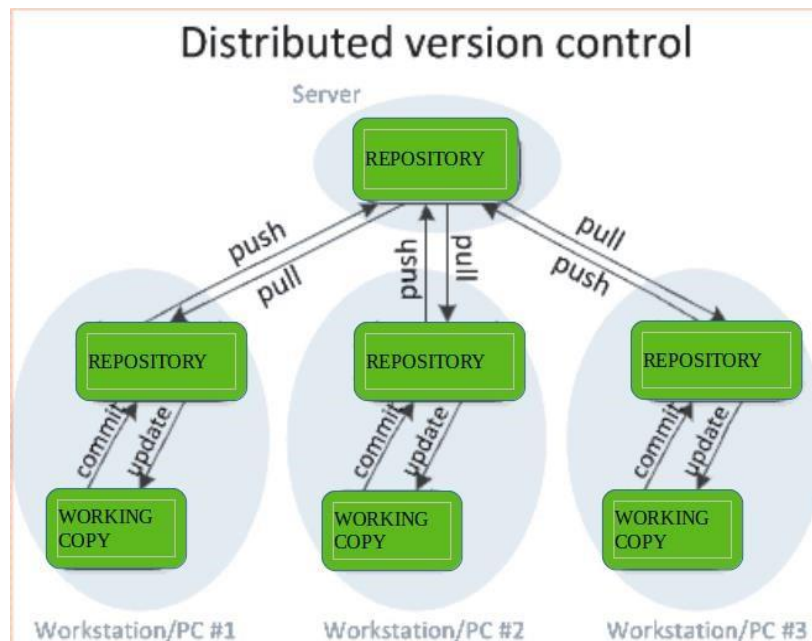 Distributed version control
Server
REPOSITORY
push
pull
push
pull
pull
push
REPOSITORY
REPOSITORY
REPOSITORY
commit
update
commit
update
commit
update
WORKING
COPY
WORKING
COPY
WORKING
COPY
Workstation/PC #1
Workstation/PC #2
Workstation/PC #3